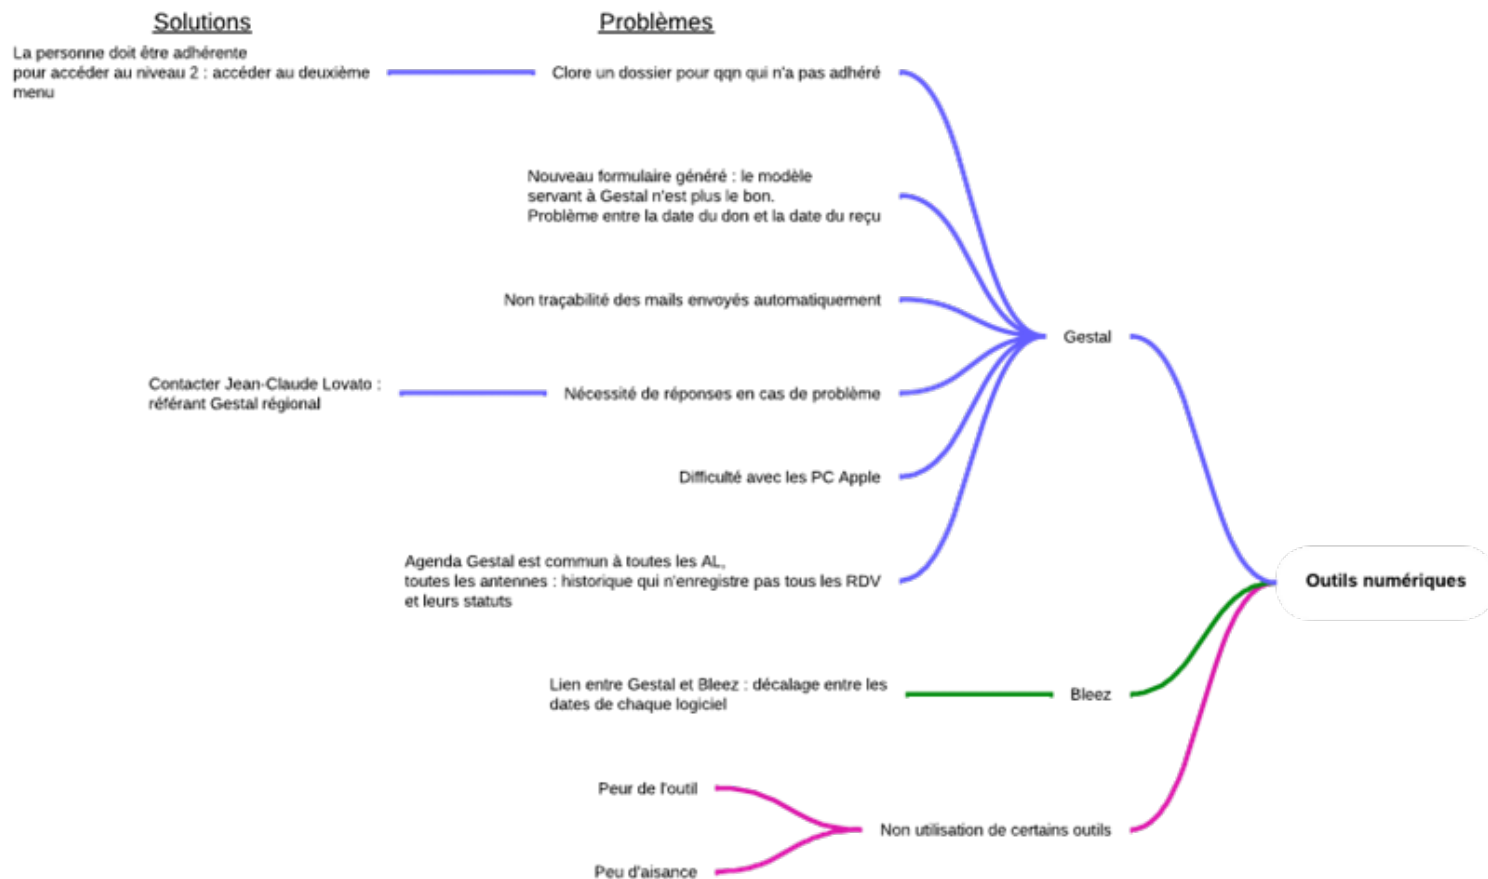 Solutions
Problèmes
La personne doit être adhérente
pour accéder au niveau 2 : accéder au deuxième
menu
Clore un dossier pour qqn qui n'a pas adhéré
Nouveau formulaire généré : le modèle
servant à Gestal n'est plus le bon.
Problème entre la date du don et la date du reçu
Non traçabilité des mails envoyés automatiquement
Gestal
Contacter Jean-Claude Lovato :
référant Gestal régional
Nécessité de réponses en cas de problème
Difficulté avec les PC Apple
Agenda Gestal est commun à toutes les AL,
toutes les antennes : historique qui n'enregistre pas tous les RDV
et leurs statuts
Outils numériques
Lien entre Gestal et Bleez : décalage entre les
dates de chaque logiciel
Bleez
Peur de l'outil
Non utilisation de certains outils
Peu d'aisance